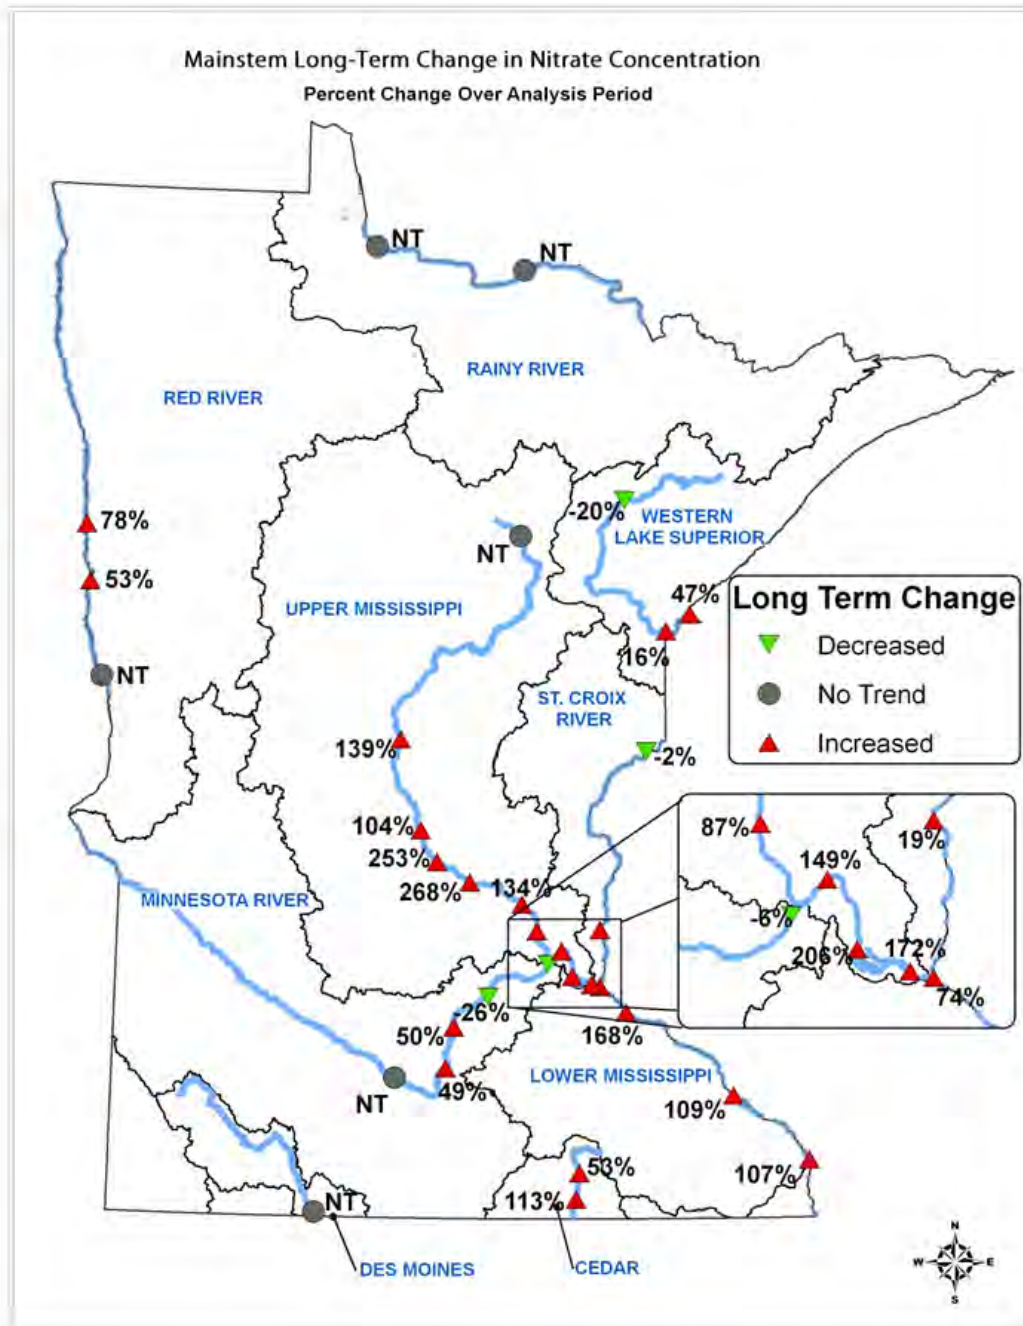 Mainstem Long-Term Change in Nitrate Concentration
Percent Change Over Analysis Period
NT
NT
RAINY RIVER
RED RIVER
-20%
WESTERN
LAKE SUPERIOR
78%
NT
53%
UPPER MISSISSIPPI
47%
16%
NT
ST. CROIX
RIVER
-2%
139%
Long Term Change
Decreased
No Trend
Increased
104%
253%
268%
134%
MINNESOTA RIVER
87%
149%
19%
-6%
206%
172%
74%
-26%
50%
168%
49%
NT
LOWER MISSISSIPPI
109%
107%
53%
113%
NT
DES MOINES
CEDAR
N
W
E
S